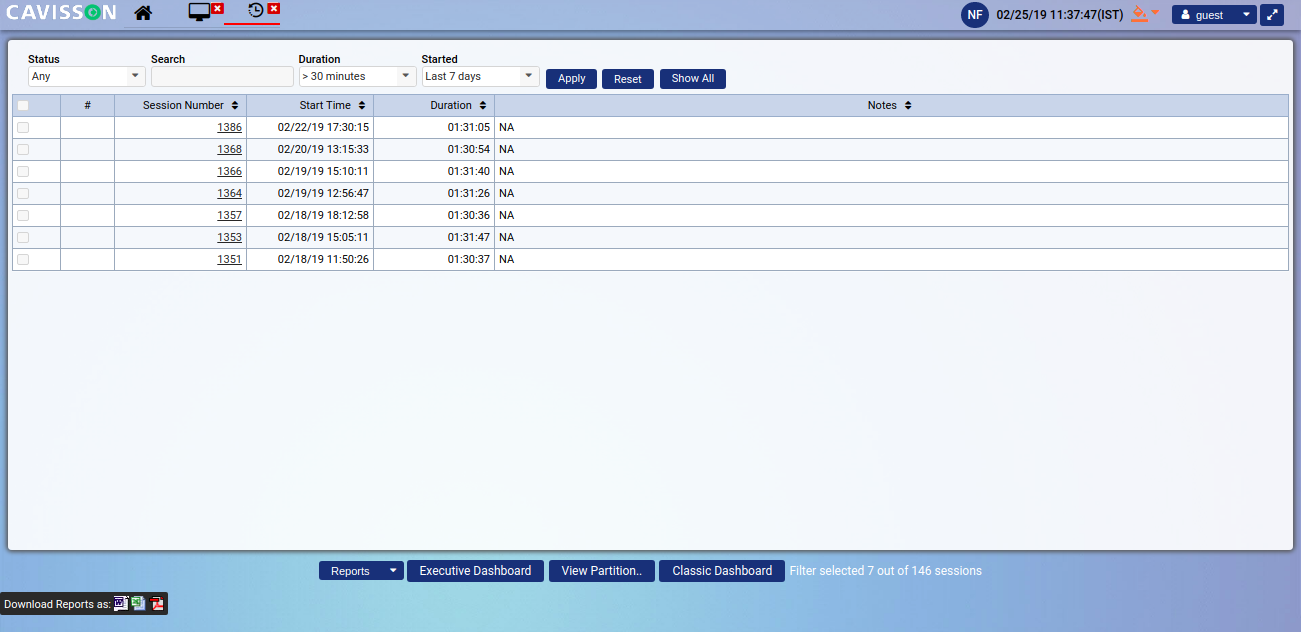 CAVISSON NF 02/25/19 11:37:47(IST) guest
Status Search Duration Started
Any > 30 minutes Last 7 days Apply Reset Show All
# Session Number Start Time Duration Notes
1386 02/22/19 17:30:15 01:31:05 NA
1368 02/20/19 13:15:33 01:30:54 NA
1366 02/19/19 15:10:11 01:31:40 NA
1364 02/19/19 12:56:47 01:31:26 NA
1357 02/18/19 18:12:58 01:30:36 NA
1353 02/18/19 15:05:11 01:31:47 NA
1351 02/18/19 11:50:26 01:30:37 NA
Reports Executive Dashboard View Partition.. Classic Dashboard Filter selected 7 out of 146 sessions
Download Reports as: